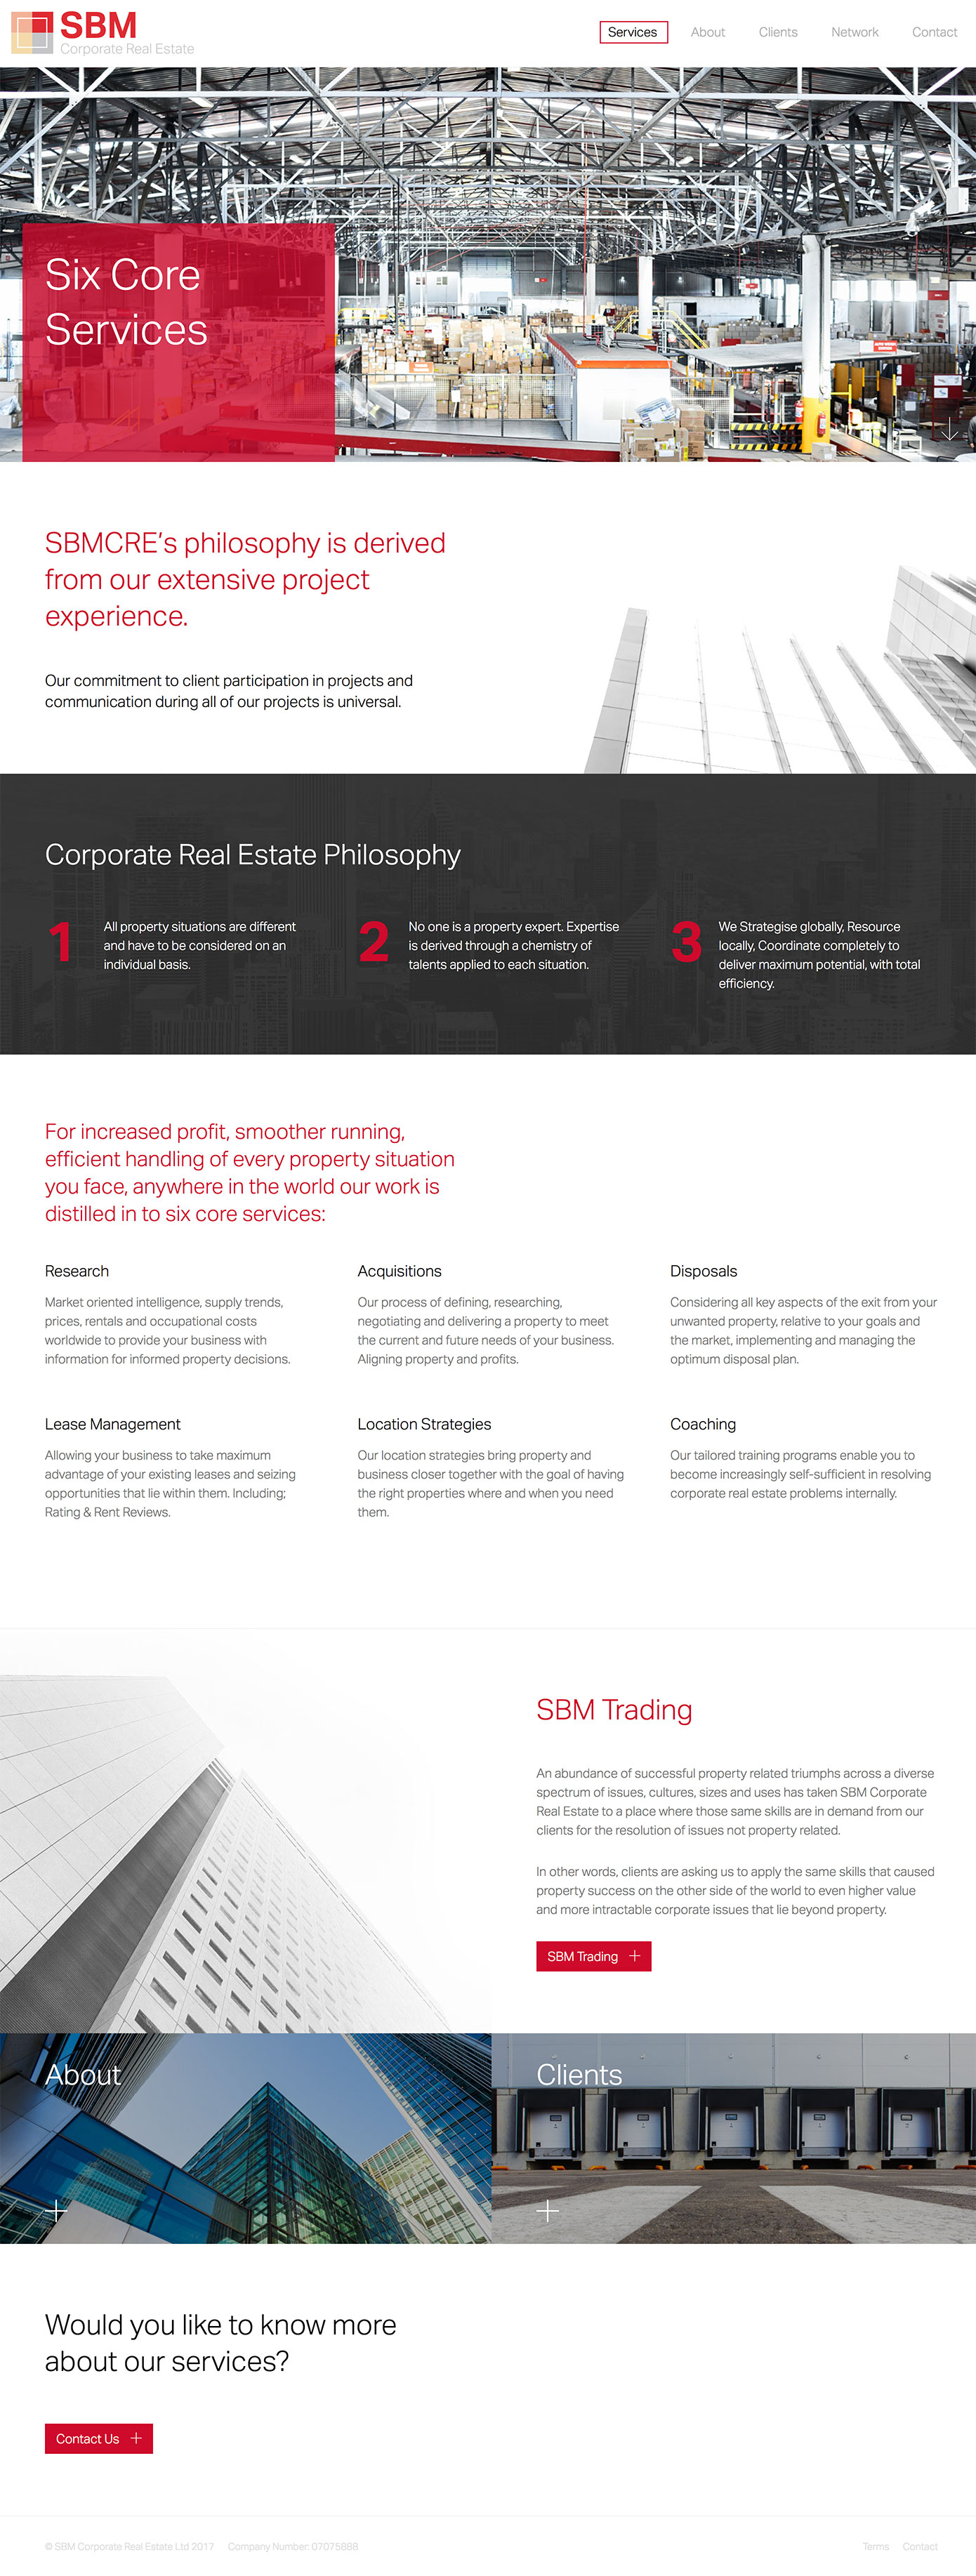 SBM
Corporate Real Estate
Services About Clients Network Contact
Six Core
Services
SBMCRE's philosophy is derived
from our extensive project
experience.
Our commitment to client participation in projects and
communication during all of our projects is universal.
Corporate Real Estate Philosophy
1
All property situations are different
and have to be considered on an
individual basis.
2
No one is a property expert. Expertise
is derived through a chemistry of
talents applied to each situation.
3
We Strategise globally, Resource
locally, Coordinate completely to
deliver maximum potential, with total
efficiency.
For increased profit, smoother running,
efficient handling of every property situation
you face, anywhere in the world our work is
distilled in to six core services:
Research
Market oriented intelligence, supply trends,
prices, rentals and occupational costs
worldwide to provide your business with
information for informed property decisions.
Acquisitions
Our process of defining, researching,
negotiating and delivering a property to meet
the current and future needs of your business.
Aligning property and profits.
Disposals
Considering all key aspects of the exit from your
unwanted property, relative to your goals and
the market, implementing and managing the
optimum disposal plan.
Lease Management
Allowing your business to take maximum
advantage of your existing leases and seizing
opportunities that lie within them. Including;
Rating & Rent Reviews.
Location Strategies
Our location strategies bring property and
business closer together with the goal of having
the right properties where and when you need
them.
Coaching
Our tailored training programs enable you to
become increasingly self-sufficient in resolving
corporate real estate problems internally.
SBM Trading
An abundance of successful property related triumphs across a diverse
spectrum of issues, cultures, sizes and uses has taken SBM Corporate
Real Estate to a place where those same skills are in demand from our
clients for the resolution of issues not property related.
In other words, clients are asking us to apply the same skills that caused
property success on the other side of the world to even higher value
and more intractable corporate issues that lie beyond property.
SBM Trading +
About
Clients
Would you like to know more
about our services?
Contact Us +
© SBM Corporate Real Estate Ltd 2017 Company Number: 07075868 Terms Contact